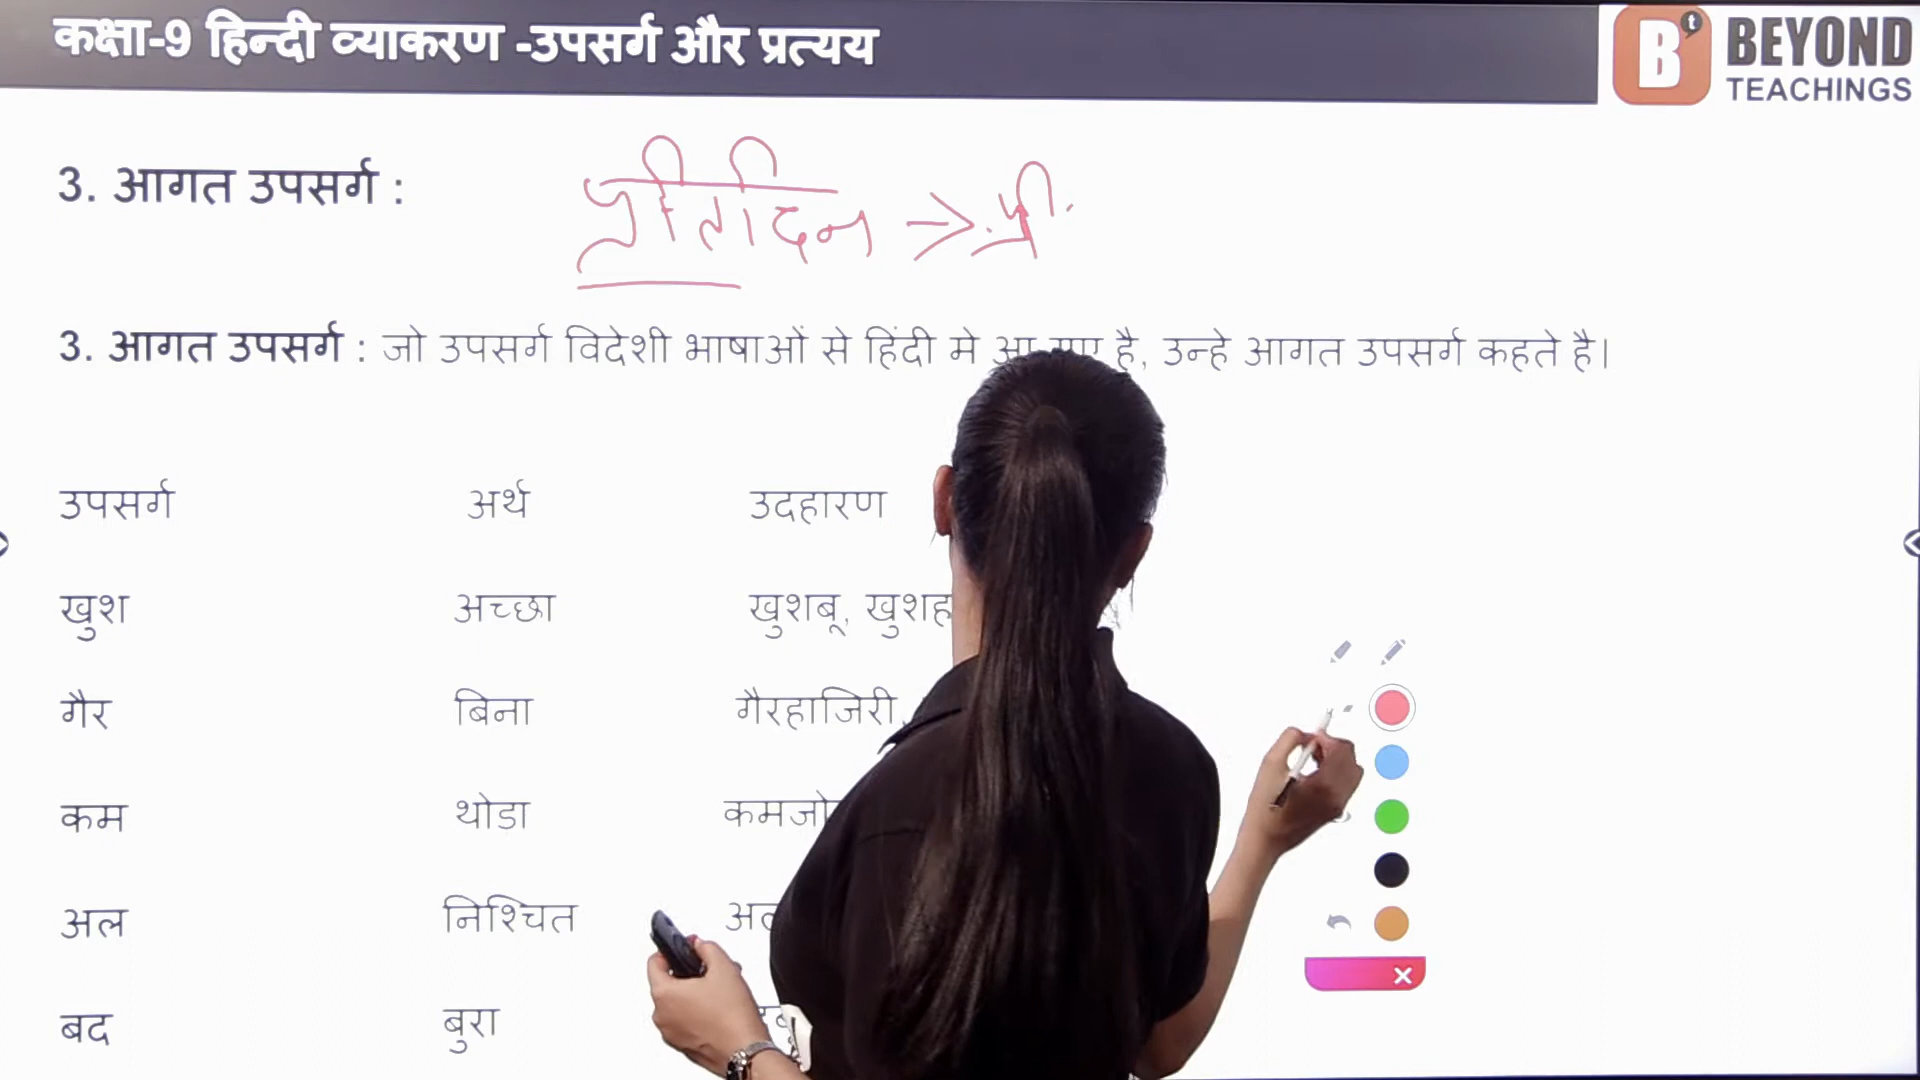 कक्षा-9 हिन्दी व्याकरण -उपसर्ग और प्रत्यय
BEYOND
TEACHINGS
3. आगत उपसर्ग :
3. आगत उपसर्ग : जो उपसर्ग विदेशी भाषाओं से हिंदी मे है, उन्हे आगत उपसर्ग कहते है।
उपसर्ग अर्थ उदहारण
खुश अच्छा खुशबू,
गैर बिना गैरहाजिरी,
कम थोडा
अल निश्चित
बद बुरा